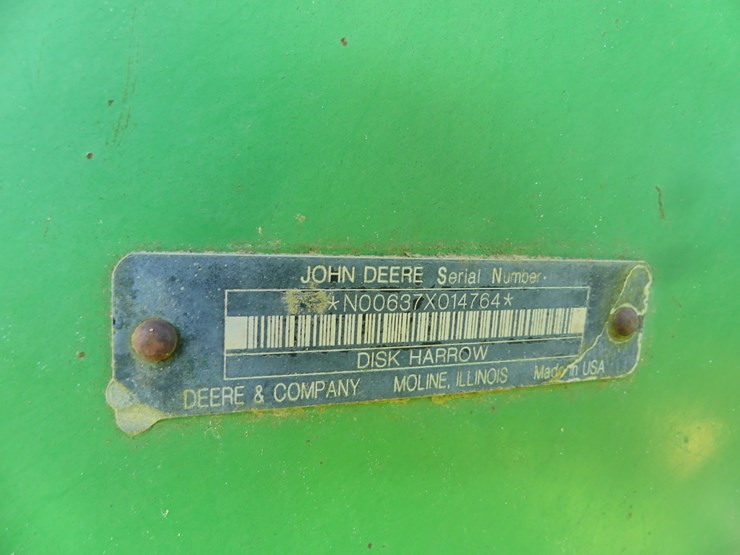 JOHN DEERE Serial Number
*N00637X014764*
DISK HARROW
DEERE & COMPANY MOLINE, ILLINOIS Made in USA